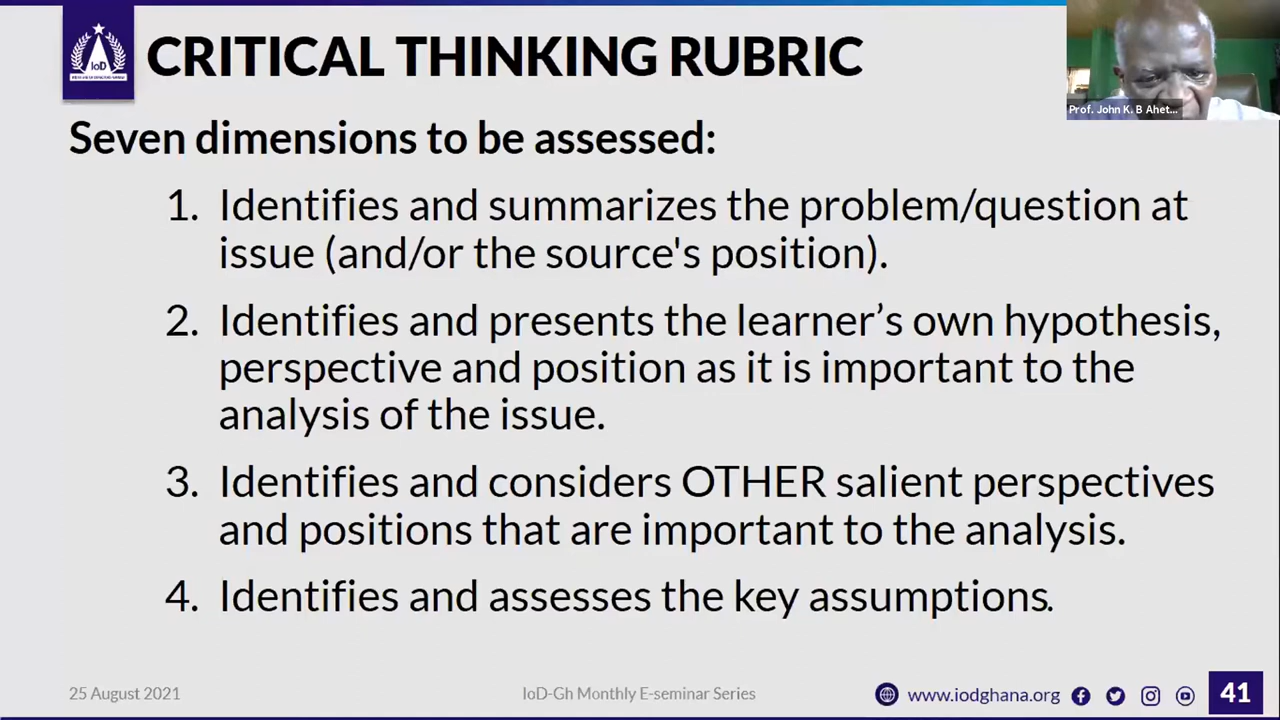 IoD
CRITICAL THINKING RUBRIC
Prof. John K. B Ahet...
Seven dimensions to be assessed:
1. Identifies and summarizes the problem/question at
issue (and/or the source's position).
2. Identifies and presents the learner’s own hypothesis,
perspective and position as it is important to the
analysis of the issue.
3. Identifies and considers OTHER salient perspectives
and positions that are important to the analysis.
4. Identifies and assesses the key assumptions.
25 August 2021
IoD-Gh Monthly E-seminar Series
www.iodghana.org
41